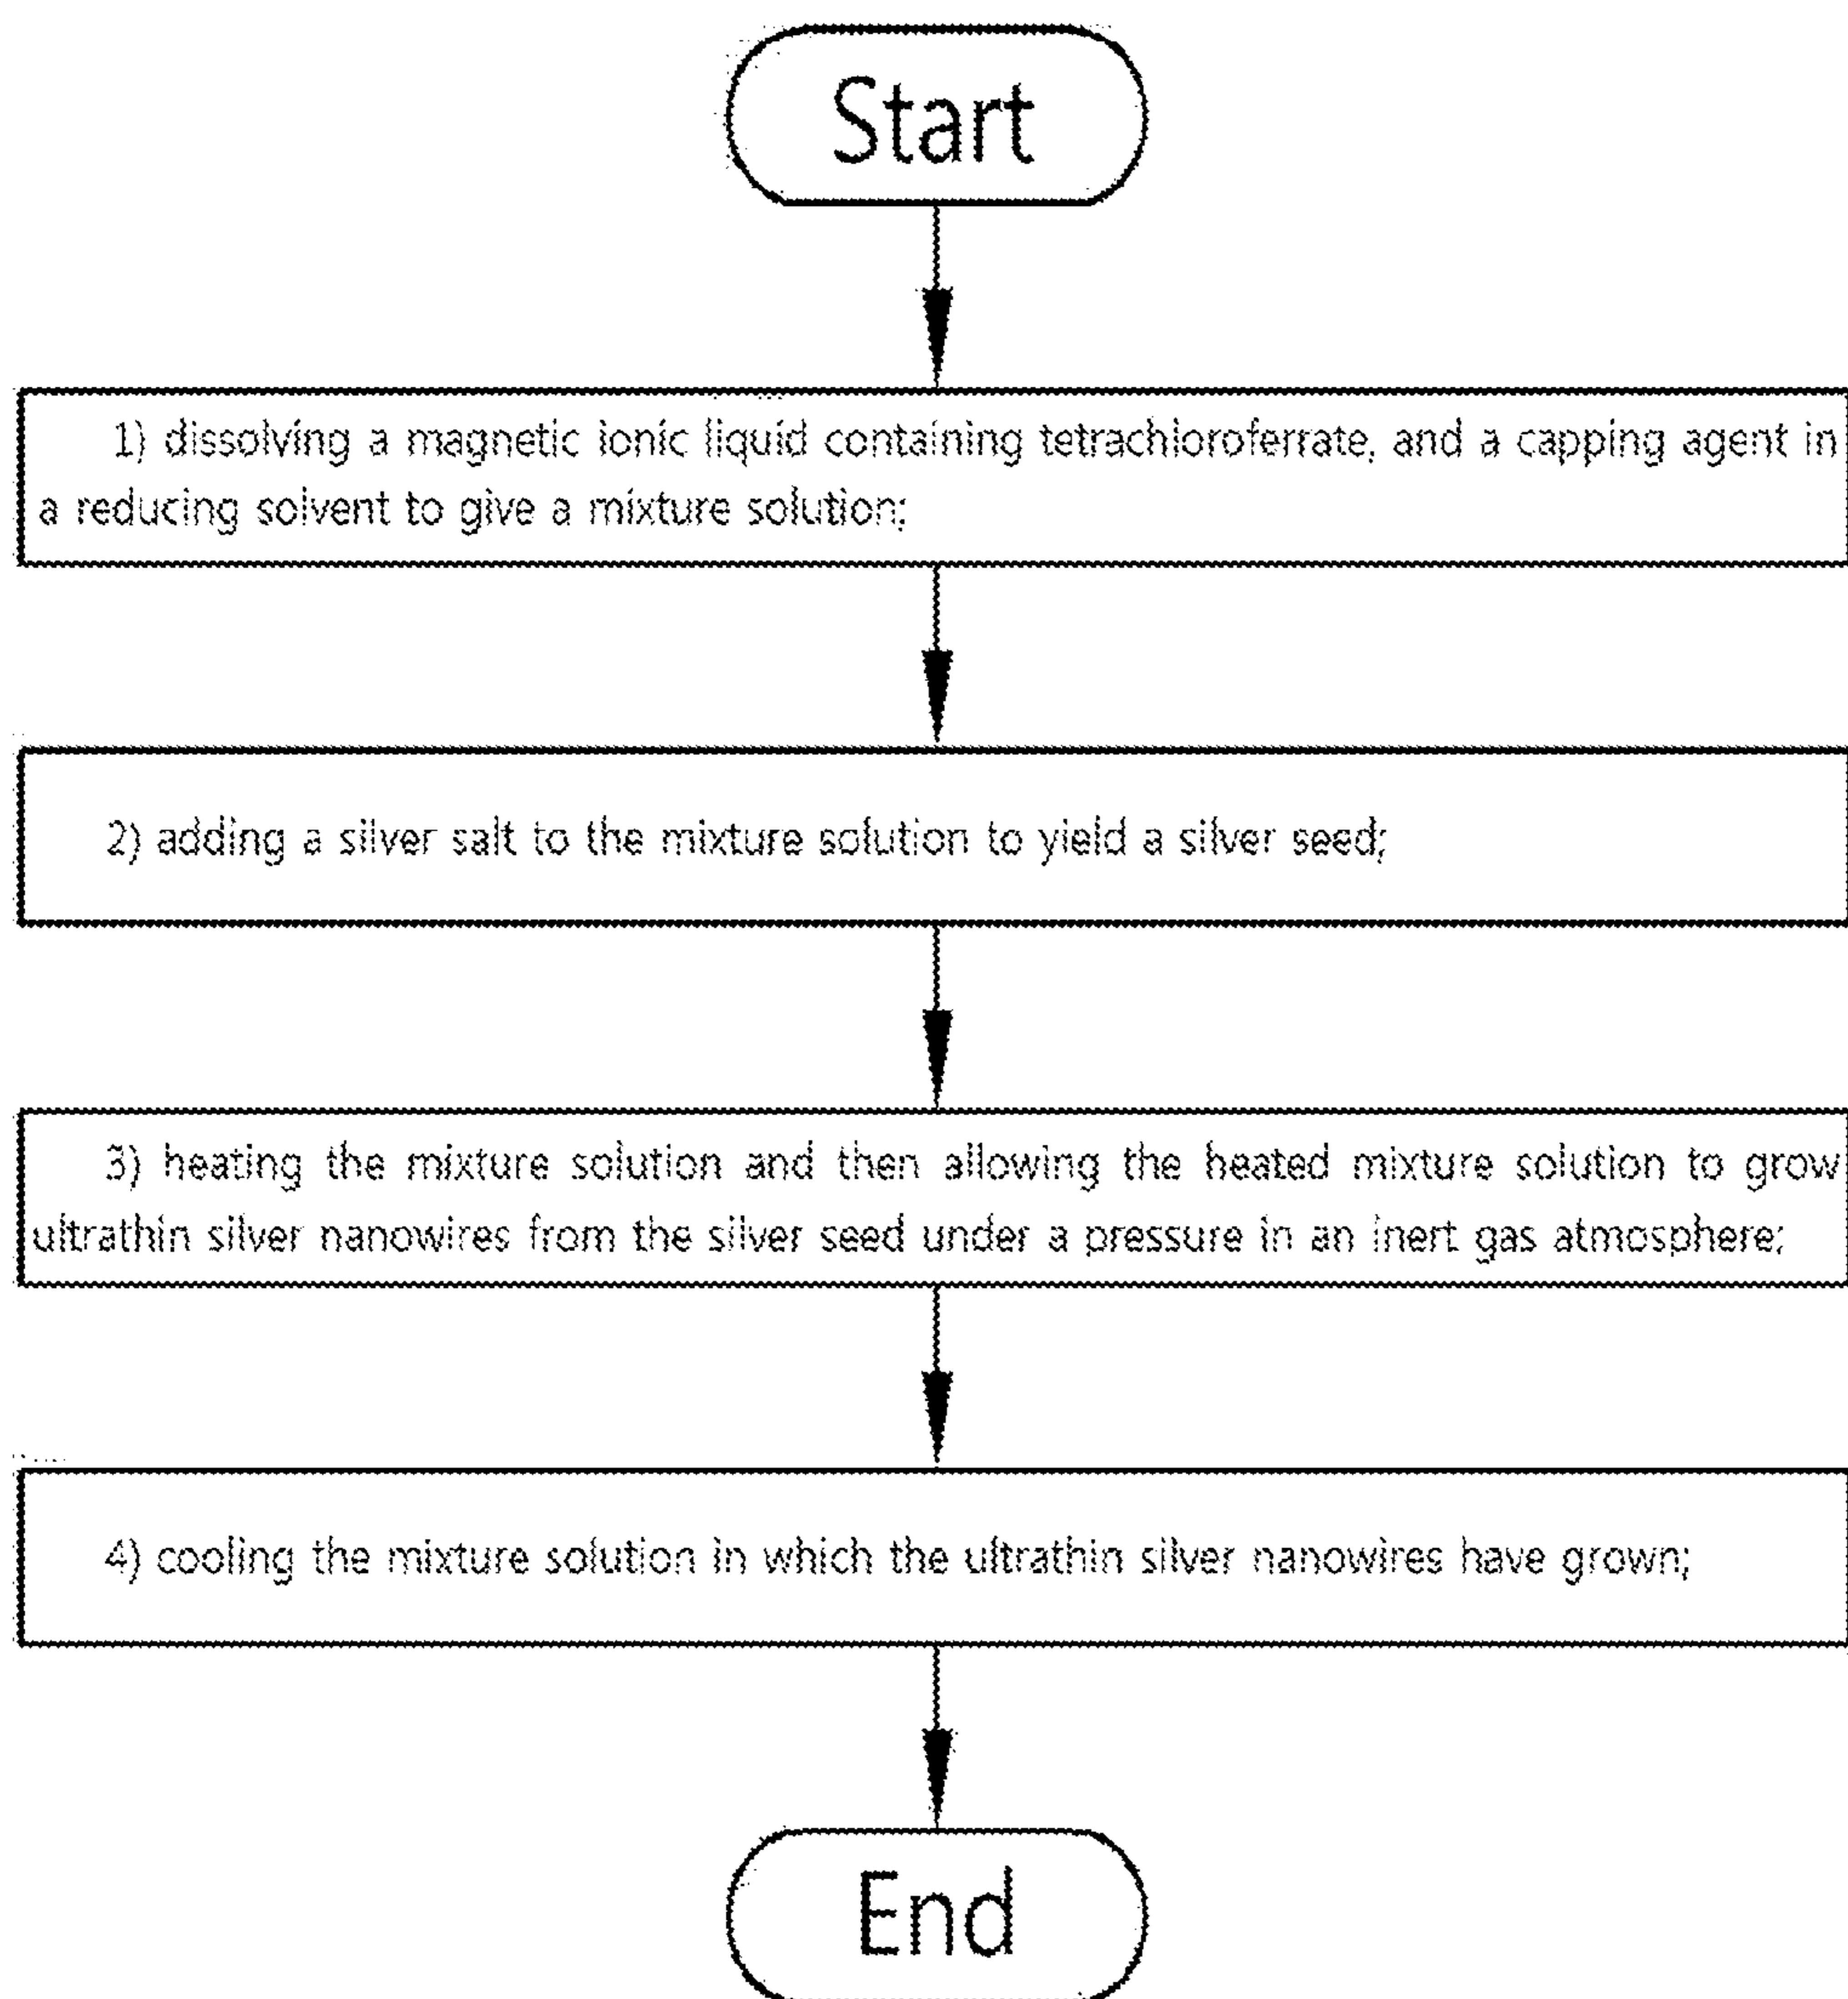 Start
1) dissolving a magnetic ionic liquid containing tetrachloroferrate, and a capping agent in
a reducing solvent to give a mixture solution;
2) adding a silver salt to the mixture solution to yield a silver seed;
3) heating the mixture solution and then allowing the heated mixture solution to grow
ultrathin silver nanowires from the silver seed under a pressure in an inert gas atmosphere;
4) cooling the mixture solution in which the ultrathin silver nanowires have grown;
End